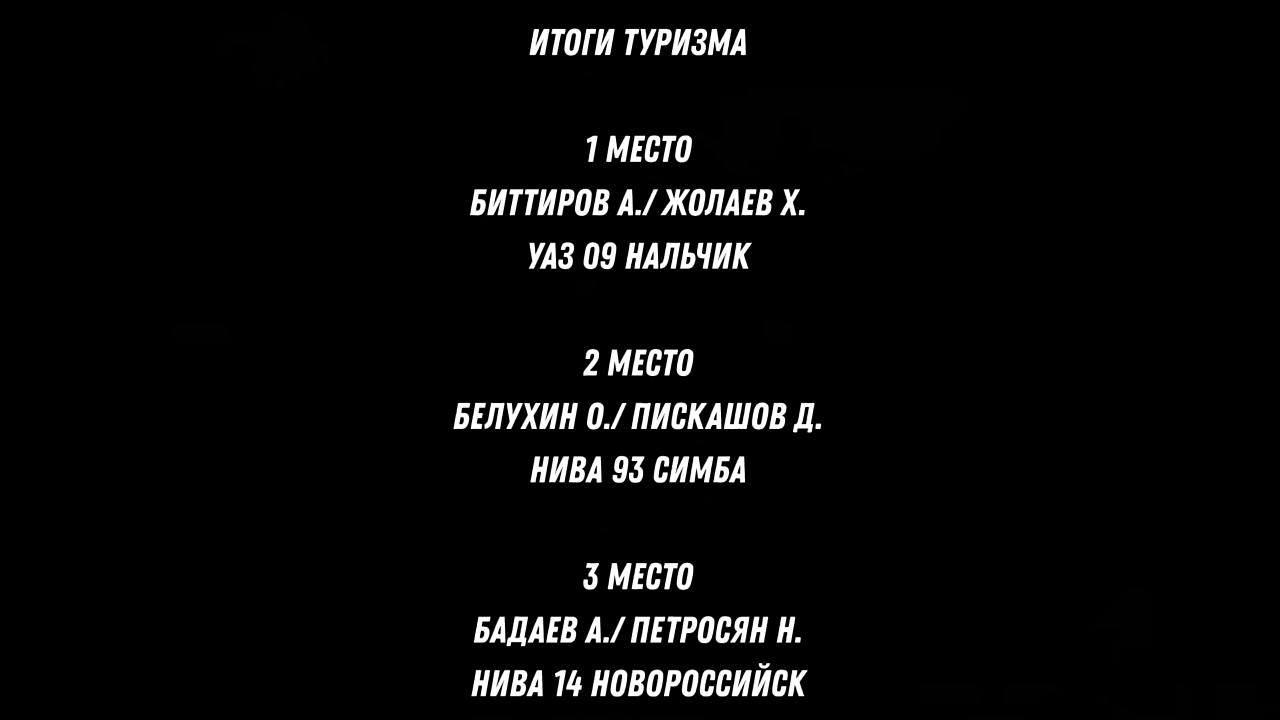 ИТОГИ ТУРИЗМА
1 МЕСТО
БИТТИРОВ А./ ЖОЛАЕВ Х.
УАЗ 09 НАЛЬЧИК
2 МЕСТО
БЕЛУХИН О./ ПИСКАШОВ Д.
НИВА 93 СИМБА
3 МЕСТО
БАДАЕВ А./ ПЕТРОСЯН Н.
НИВА 14 НОВОРОССИЙСК